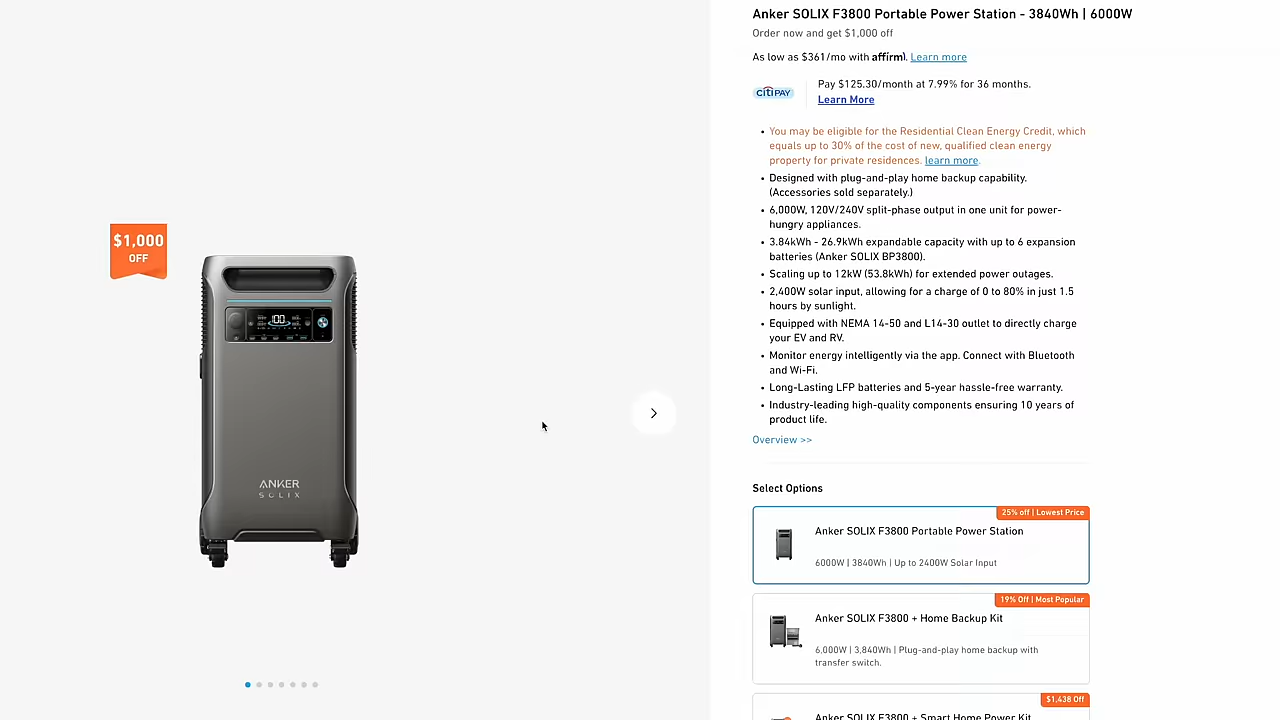 Anker SOLIX F3800 Portable Power Station - 3840Wh | 6000W
Order now and get $1,000 off
As low as $361/mo with affirm). Learn more
citi PAY
Pay $125.30/month at 7.99% for 36 months.
Learn More
• You may be eligible for the Residential Clean Energy Credit, which
equals up to 30% of the cost of new, qualified clean energy
property for private residences. learn more.
• Designed with plug-and-play home backup capability.
(Accessories sold separately.)
• 6,000W, 120V/240V split-phase output in one unit for power-
hungry appliances.
• 3.84kWh - 26.9kWh expandable capacity with up to 6 expansion
batteries (Anker SOLIX BP3800).
• Scaling up to 12kW (53.8kWh) for extended power outages.
• 2,400W solar input, allowing for a charge of 0 to 80% in just 1.5
hours by sunlight.
• Equipped with NEMA 14-50 and L14-30 outlet to directly charge
your EV and RV.
• Monitor energy intelligently via the app. Connect with Bluetooth
and Wi-Fi.
• Long-Lasting LFP batteries and 5-year hassle-free warranty.
• Industry-leading high-quality components ensuring 10 years of
product life.
Overview >>
$1,000
OFF
100
ANKER
SOLIX
Select Options
25% off | Lowest Price
Anker SOLIX F3800 Portable Power Station
6000W | 3840Wh | Up to 2400W Solar Input
19% Off | Most Popular
Anker SOLIX F3800 + Home Backup Kit
6,000W | 3,840Wh | Plug-and-play home backup with
transfer switch.
$1,438 Off
Anker SOLIX F3800 + Smart Home Power Kit